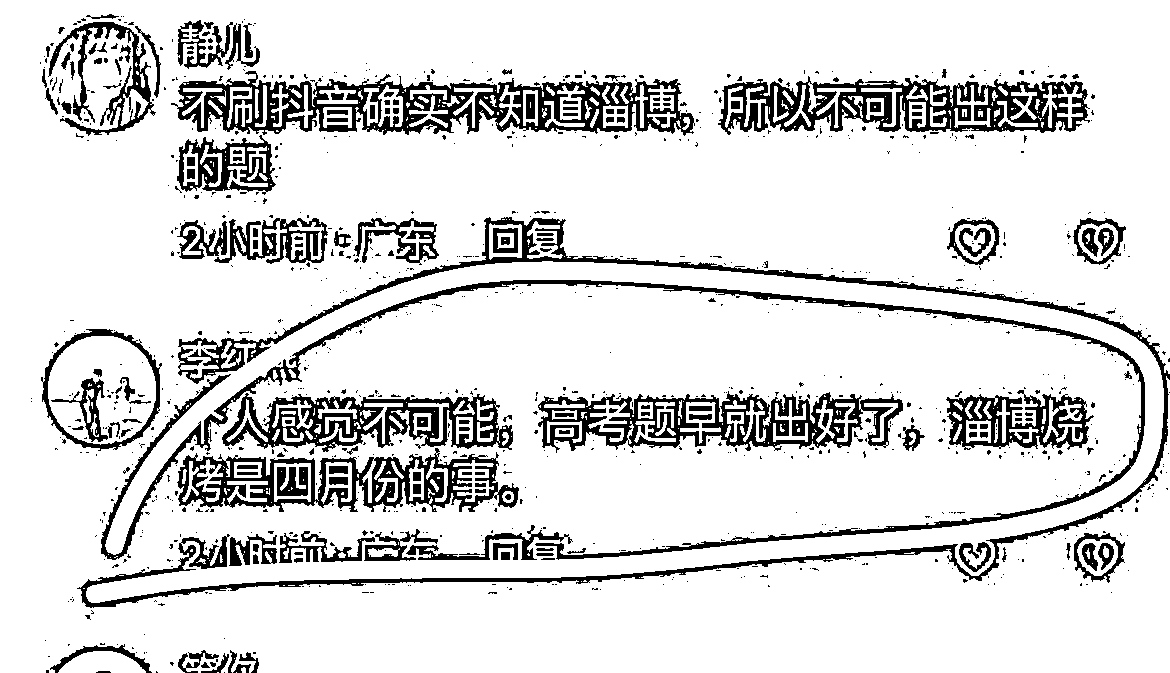 静儿
不刷抖音确实不知道淄博，所以不可能出这样
的题
2小时前·广东 回复
李红
个人感觉不可能，高考题早就出好了，淄博烧
烤是四月份的事。
2小时前·广东 回复